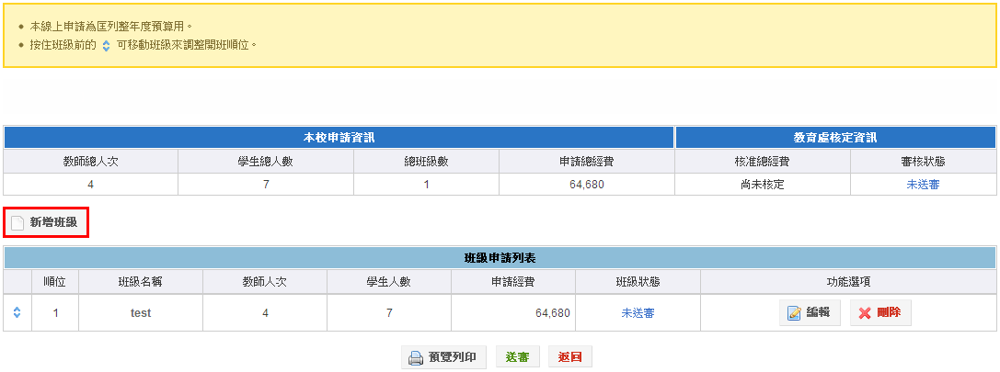 本線上申請為匡列整年度預算用。
按住班級前的 可移動班級來調整開班順位。
本校申請資訊 教育處核定資訊
教師總人次 學生總人數 總班級數 申請總經費 核准總經費 審核狀態
4 7 1 64,680 尚未核定 未送審
新增班級
班級申請列表
順位 班級名稱 教師人次 學生人數 申請經費 班級狀態 功能選項
1 test 4 7 64,680 未送審 編輯 刪除
預覽列印 送審 返回